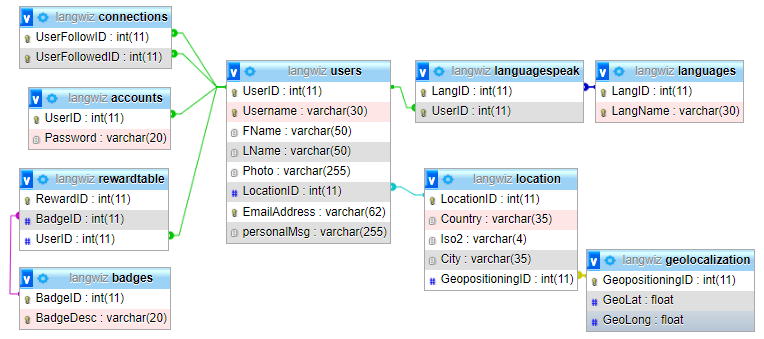 langwiz connections
UserFollowID : int(11)
UserFollowedID : int(11)
langwiz accounts
UserID : int(11)
Password : varchar(20)
langwiz rewardtable
RewardID : int(11)
BadgeID : int(11)
UserID : int(11)
langwiz badges
BadgeID : int(11)
BadgeDesc : varchar(20)
langwiz users
UserID : int(11)
Username : varchar(30)
FName : varchar(50)
LName : varchar(50)
Photo : varchar(255)
LocationID : int(11)
EmailAddress : varchar(62)
personalMsg : varchar(255)
langwiz languagespeak
LangID : int(11)
UserID : int(11)
langwiz languages
LangID : int(11)
LangName : varchar(30)
langwiz location
LocationID : int(11)
Country : varchar(35)
Iso2 : varchar(4)
City : varchar(35)
GeopositioningID : int(11)
langwiz geolocalization
GeopositioningID : int(11)
GeoLat : float
GeoLong : float